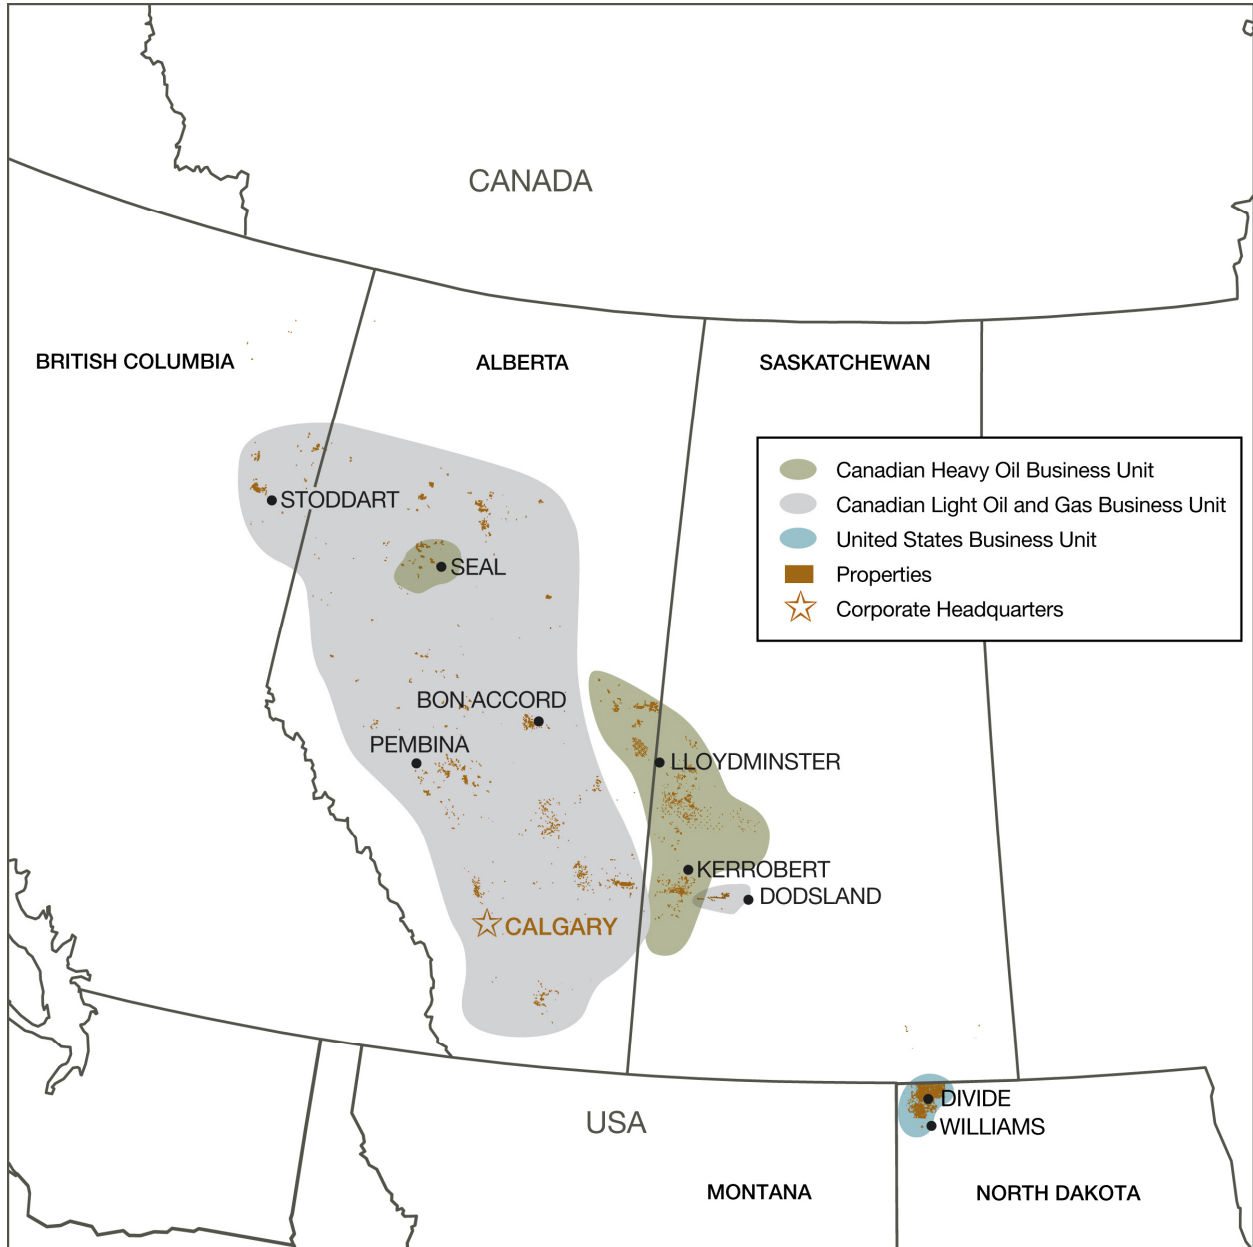 CANADA
BRITISH COLUMBIA
ALBERTA
SASKATCHEWAN
Canadian Heavy Oil Business Unit
Canadian Light Oil and Gas Business Unit
United States Business Unit
Properties
Corporate Headquarters
STODDART
SEAL
BON ACCORD
PEMBINA
LLOYDMINSTER
KERROBERT
DODSLAND
CALGARY
DIVIDE
WILLIAMS
USA
MONTANA
NORTH DAKOTA